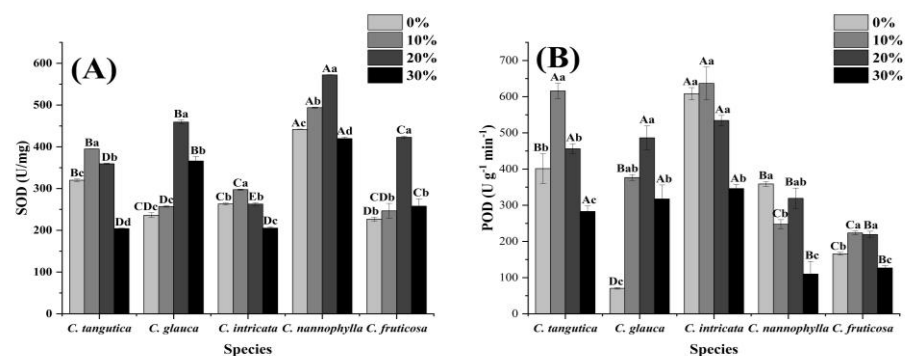 (A)
0%
10%
20%
30%
SOD (U/mg)
600
500
400
300
200
100
0
Bc
Ba
Db
Dd
CDc
Dc
Ba
Bb
Cb
Ca
Eb
Dc
Ac
Ab
Aa
Ad
Db
CDb
Ca
Cb
C. tangutica
C. glauca
C. intricata
C. nannophylla
C. fruticosa
Species
(B)
0%
10%
20%
30%
POD (U g⁻¹ min⁻¹)
700
600
500
400
300
200
100
0
Bb
Aa
Ab
Ac
Dc
Bab
Aa
Ab
Aa
Aa
Aa
Ab
Ba
Cb
Bab
Bc
Cb
Ca
Ba
Bc
C. tangutica
C. glauca
C. intricata
C. nannophylla
C. fruticosa
Species